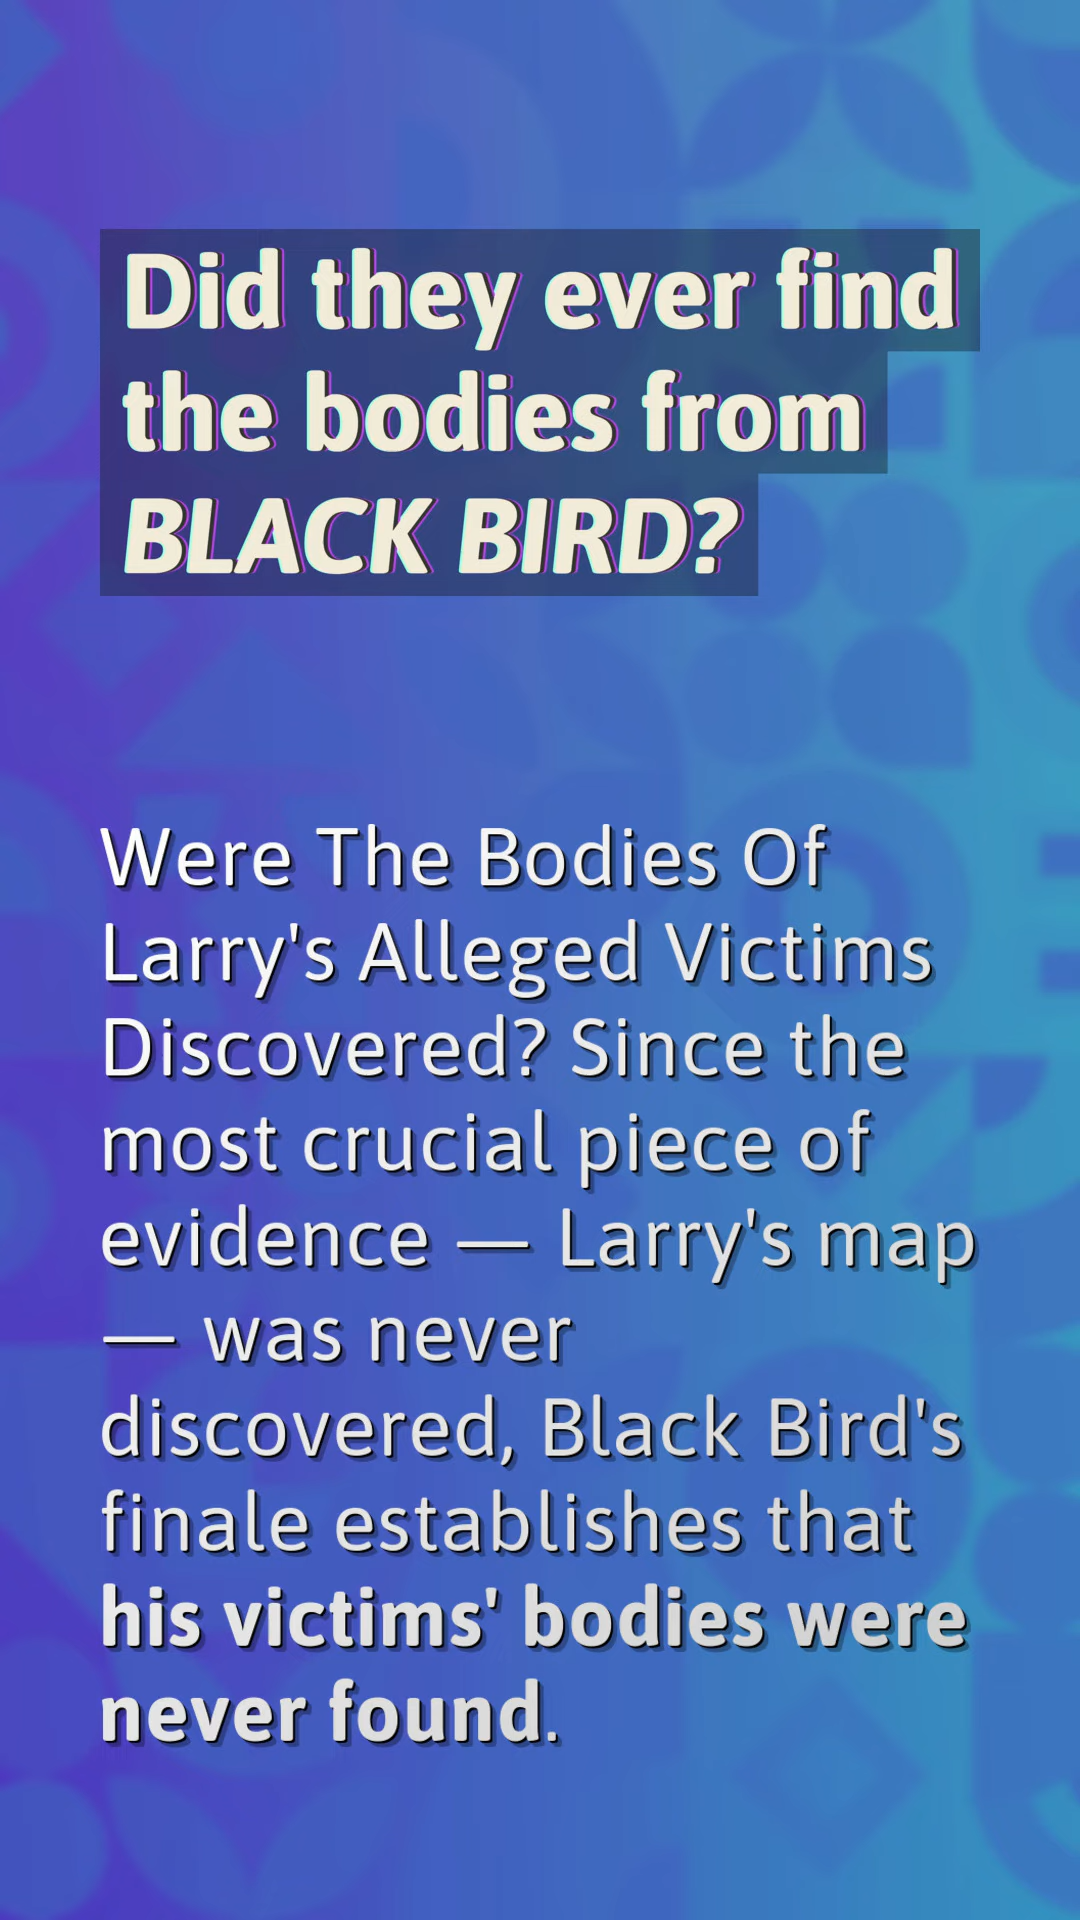 Did they ever find
the bodies from
BLACK BIRD?
Were The Bodies Of
Larry's Alleged Victims
Discovered? Since the
most crucial piece of
evidence — Larry's map
— was never
discovered, Black Bird's
finale establishes that
his victims' bodies were
never found.